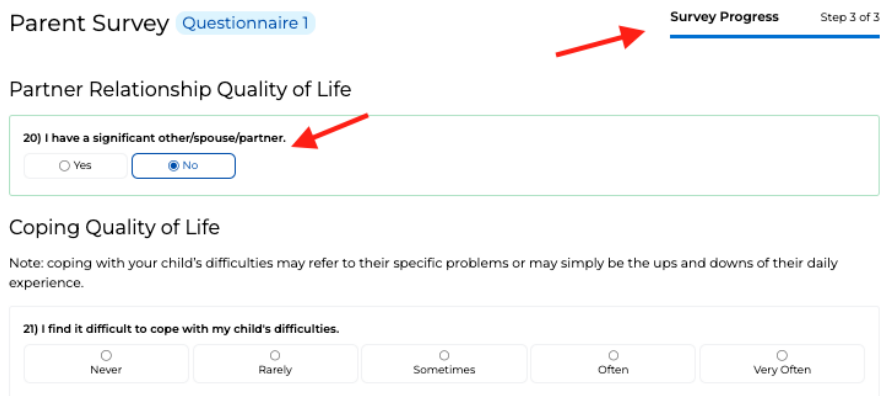 Parent Survey Questionnaire 1
Survey Progress Step 3 of 3
Partner Relationship Quality of Life
20) I have a significant other/spouse/partner.
Yes No
Coping Quality of Life
Note: coping with your child's difficulties may refer to their specific problems or may simply be the ups and downs of their daily
experience.
21) I find it difficult to cope with my child's difficulties.
Never Rarely Sometimes Often Very Often